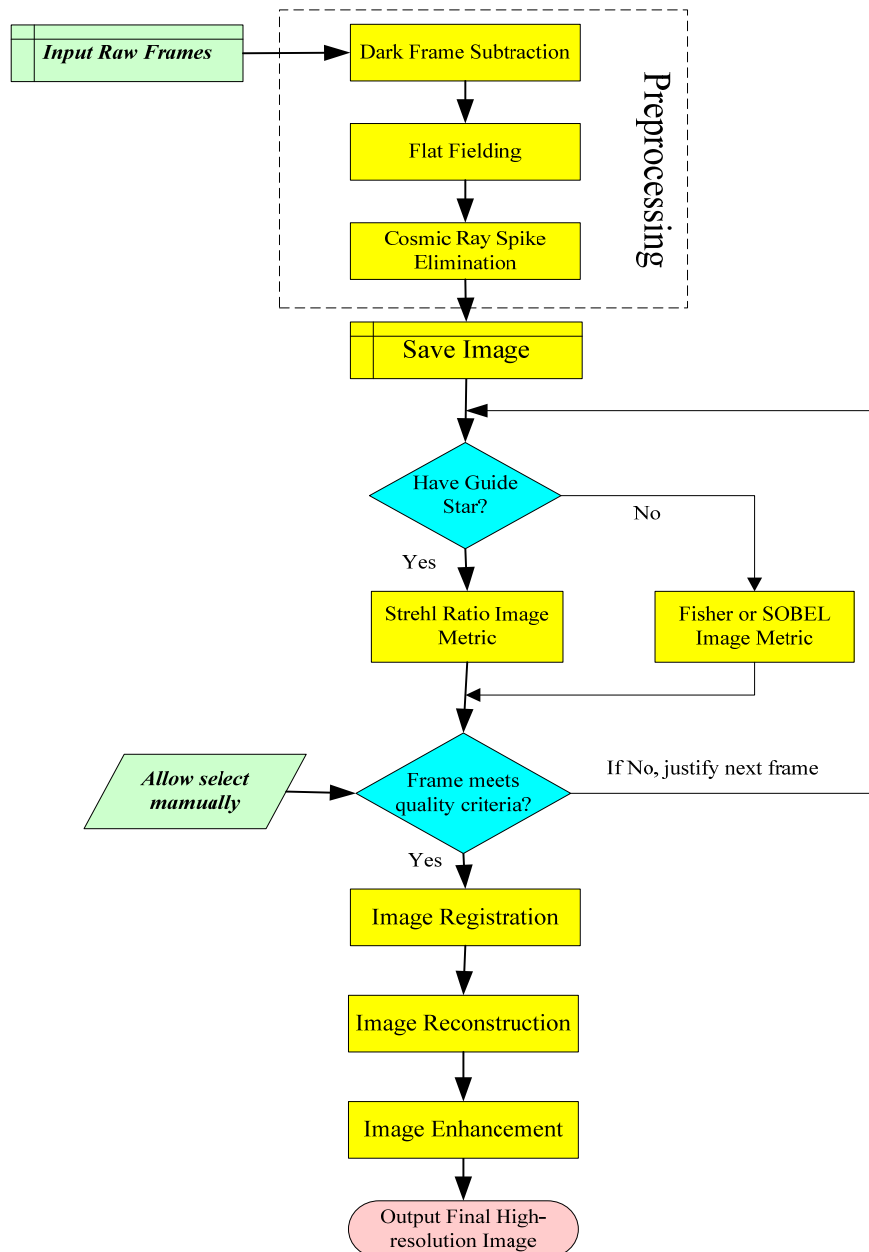 Input Raw Frames
Dark Frame Subtraction
Flat Fielding
Cosmic Ray Spike
Elimination
Preprocessing
Save Image
Have Guide
Star?
No
Yes
Strehl Ratio Image
Metric
Fisher or SOBEL
Image Metric
Allow select
mamually
Frame meets
quality criteria?
If No, justify next frame
Yes
Image Registration
Image Reconstruction
Image Enhancement
Output Final High-
resolution Image